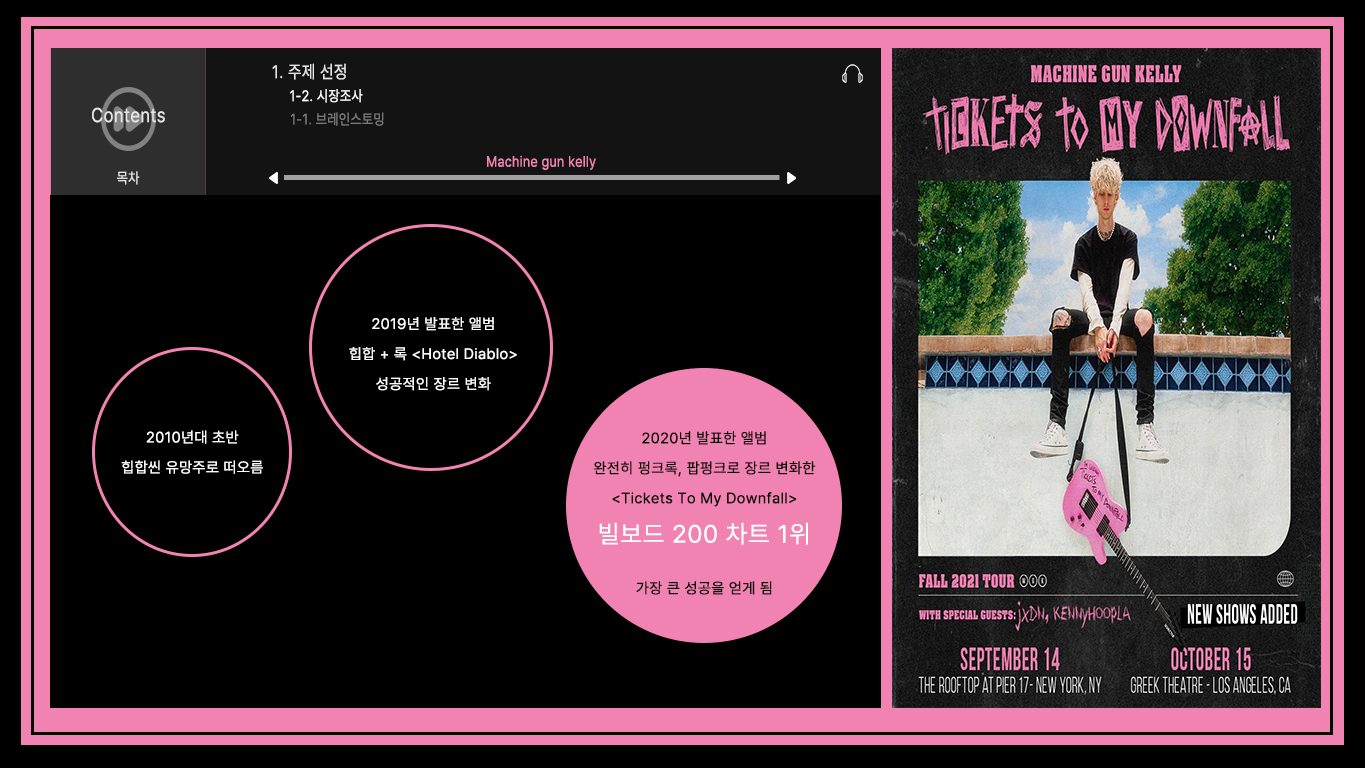 Contents
목차
1. 주제 선정
1-2. 시장조사
1-1. 브레인스토밍
Machine gun kelly
2010년대 초반
힙합씬 유망주로 떠오름
2019년 발표한 앨범
힙합 + 록 <Hotel Diablo>
성공적인 장르 변화
2020년 발표한 앨범
완전히 펑크록, 팝펑크로 장르 변화한
<Tickets To My Downfall>
빌보드 200 차트 1위
가장 큰 성공을 얻게 됨
MACHINE GUN KELLY
TICKETS TO MY DOWNFALL
TICKETS
TO MY DOWNFALL
FALL 2021 TOUR
WITH SPECIAL GUESTS: jXDN, KENNYHOOPLA
NEW SHOWS ADDED
SEPTEMBER 14
THE ROOFTOP AT PIER 17- NEW YORK, NY
OCTOBER 15
GREEK THEATRE - LOS ANGELES, CA